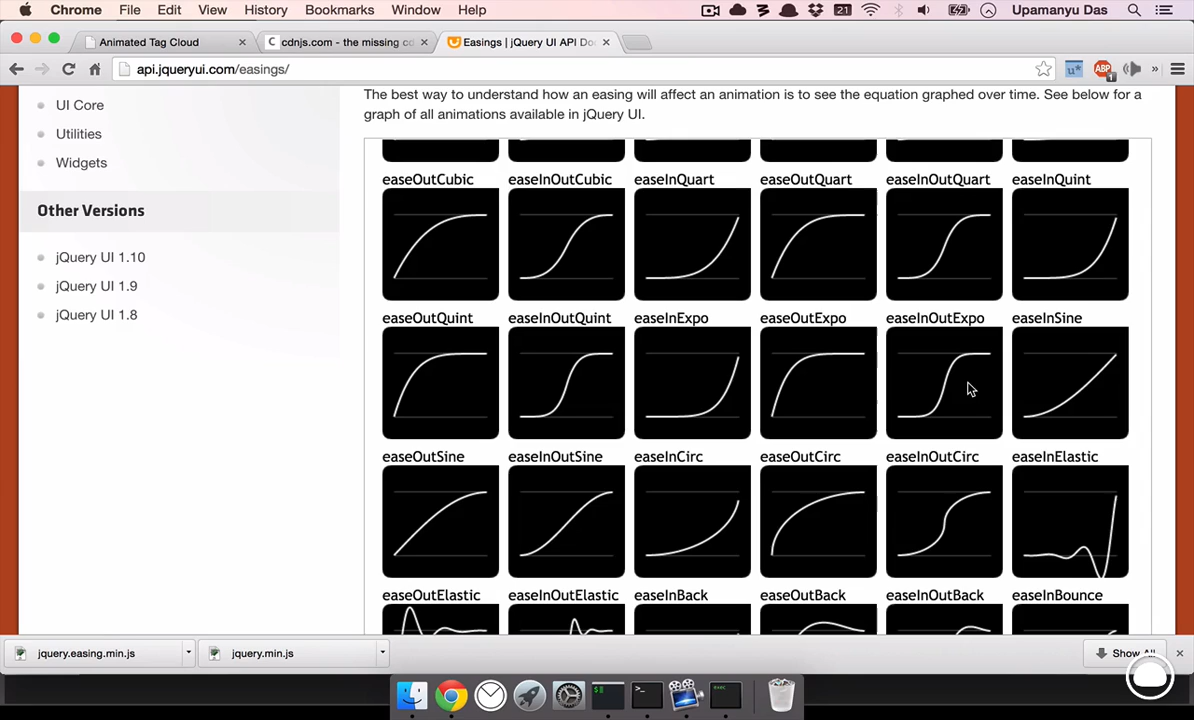 Chrome File Edit View History Bookmarks Window Help 21 Upamanyu Das
Animated Tag Cloud cdnjs.com - the missing cd Easings | jQuery UI API Do
api.jqueryui.com/easings/ ABP 1 »
UI Core
Utilities
Widgets
Other Versions
jQuery UI 1.10
jQuery UI 1.9
jQuery UI 1.8
The best way to understand how an easing will affect an animation is to see the equation graphed over time. See below for a
graph of all animations available in jQuery UI.
easeOutCubic easeInOutCubic easeInQuart easeOutQuart easeInOutQuart easeInQuint
easeOutQuint easeInOutQuint easeInExpo easeOutExpo easeInOutExpo easeInSine
easeOutSine easeInOutSine easeInCirc easeOutCirc easeInOutCirc easeInElastic
easeOutElastic easeInOutElastic easeInBack easeOutBack easeInOutBack easeInBounce
jquery.easing.min.js jquery.min.js Show All